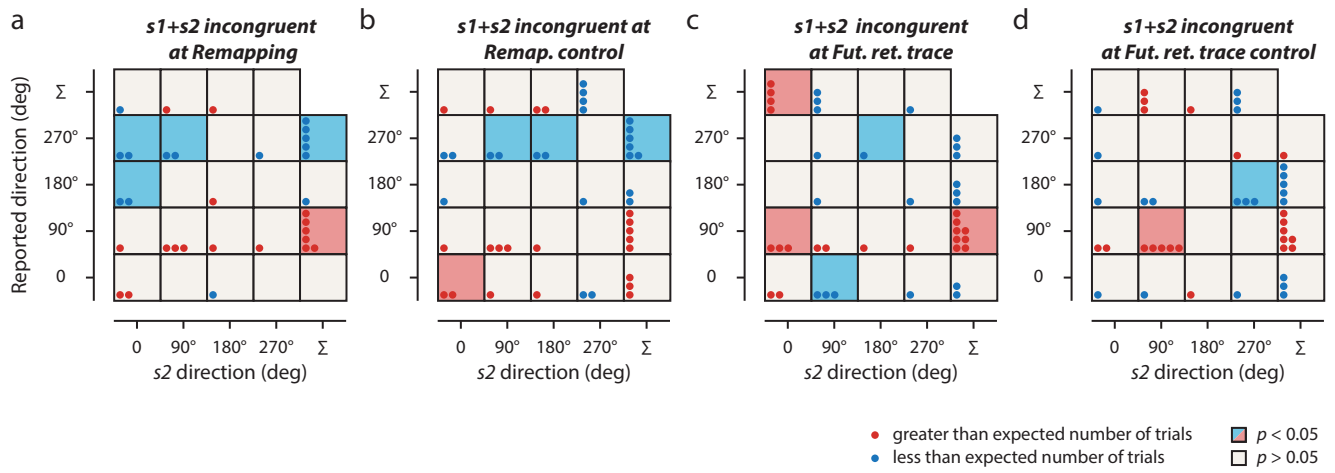 a
s1+s2 incongruent
at Remapping
b
s1+s2 incongruent at
Remap. control
c
s1+s2 incongurent
at Fut. ret. trace
d
s1+s2 incongruent
at Fut. ret. trace control
Reported direction (deg)
Σ
270°
180°
90°
0
0 90° 180° 270° Σ
s2 direction (deg)
Σ
270°
180°
90°
0
0 90° 180° 270° Σ
s2 direction (deg)
Σ
270°
180°
90°
0
0 90° 180° 270° Σ
s2 direction (deg)
Σ
270°
180°
90°
0
0 90° 180° 270° Σ
s2 direction (deg)
greater than expected number of trials
less than expected number of trials
p < 0.05
p > 0.05